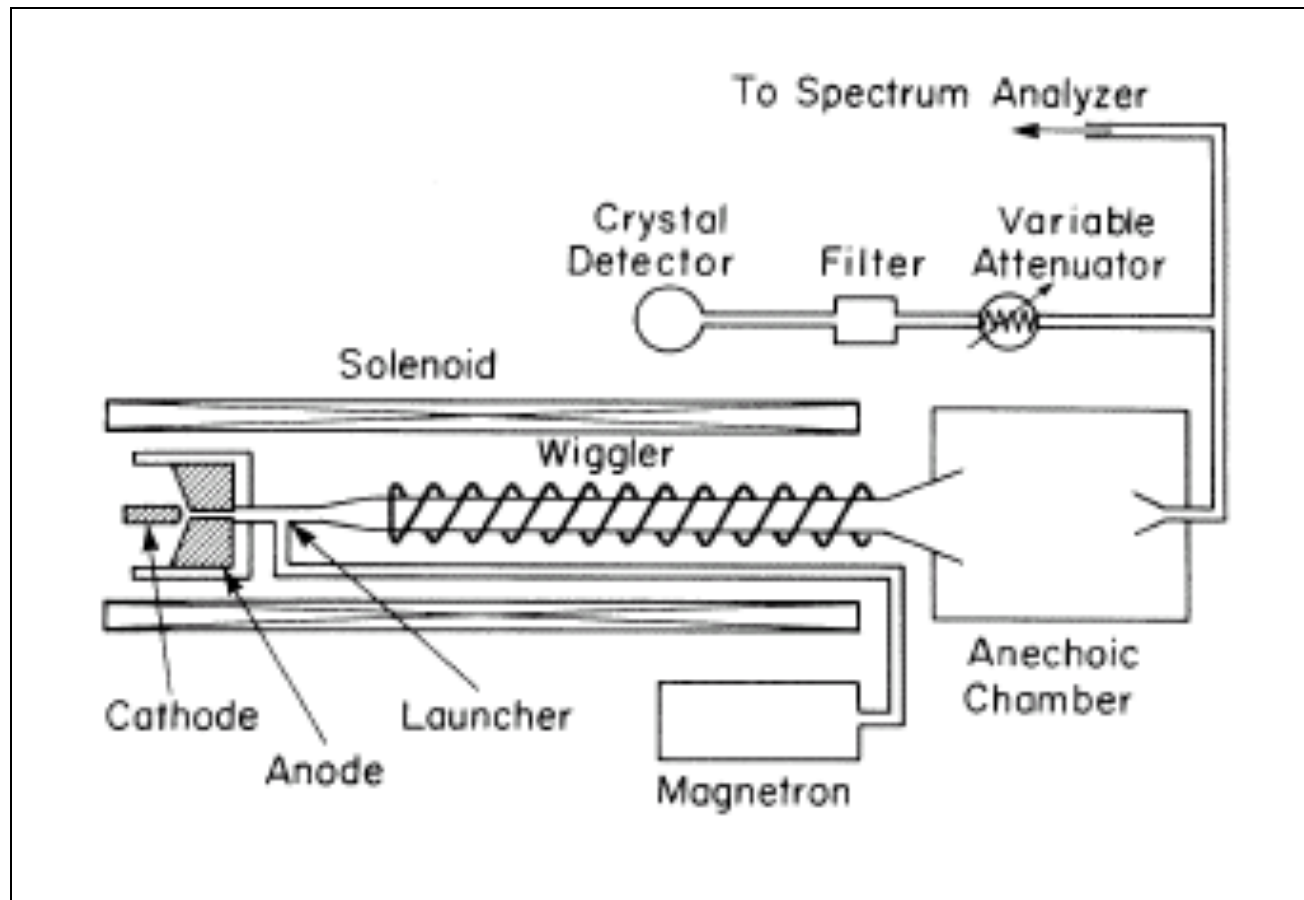 To Spectrum Analyzer
Crystal
Detector
Filter
Variable
Attenuator
Solenoid
Wiggler
Cathode
Launcher
Anode
Anechoic
Chamber
Magnetron